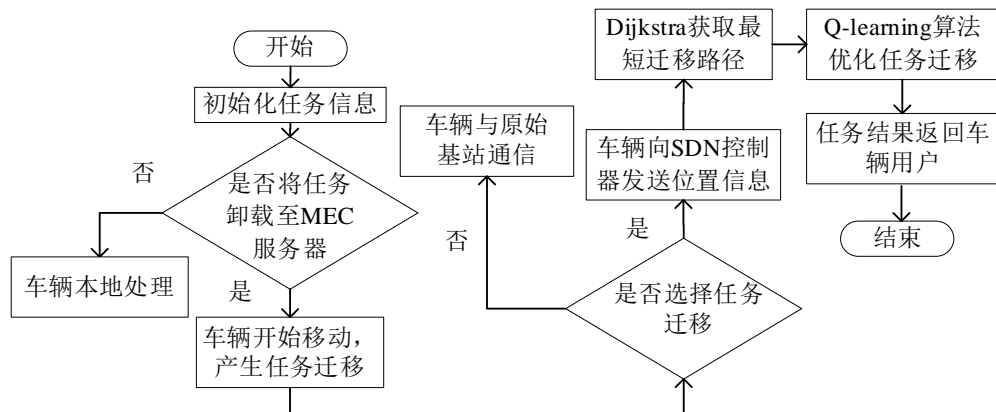 开始
初始化任务信息
是否将任务
卸载至MEC
服务器
否
车辆本地处理
是
车辆开始移动，
产生任务迁移
是否选择任务
迁移
否
车辆与原始
基站通信
是
车辆向SDN控制
器发送位置信息
Dijkstra获取最
短迁移路径
Q-learning算法
优化任务迁移
任务结果返回车
辆用户
结束